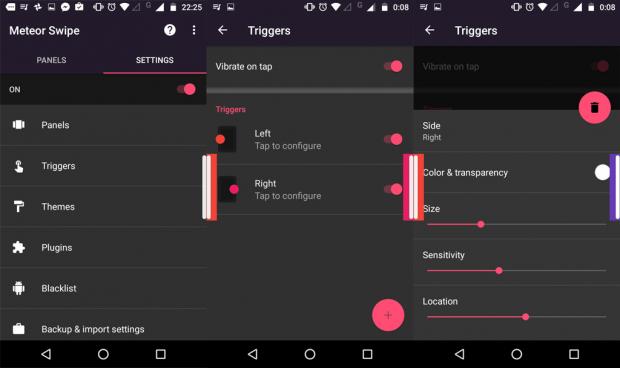 22:25
Meteor Swipe
PANELS
SETTINGS
ON
Panels
Triggers
Themes
Plugins
Blacklist
Backup & import settings
G
0:08
Triggers
Vibrate on tap
Triggers
Left
Tap to configure
Right
Tap to configure
G
0:08
Triggers
Vibrate on tap
Triggers
Side
Right
Color & transparency
Size
Sensitivity
Location